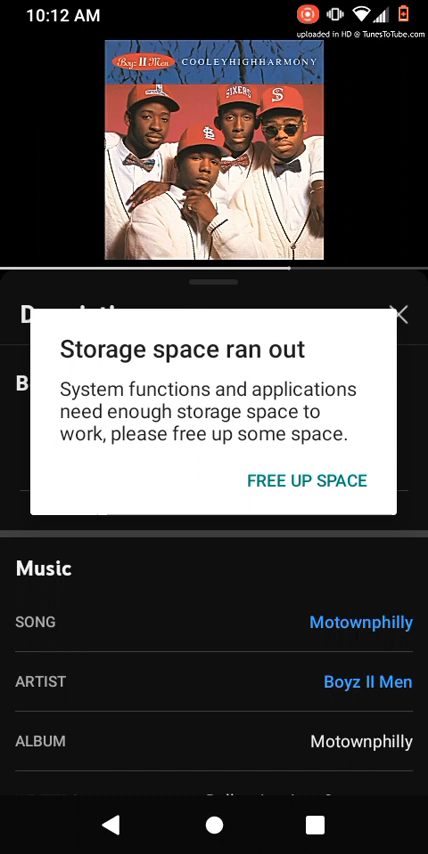 10:12 AM
uploaded in HD @ TunesToTube.com
Boyz II Men COOLEYHIGHHARMONY
SIXERS
S
Storage space ran out
System functions and applications
need enough storage space to
work, please free up some space.
FREE UP SPACE
Music
SONG Motownphilly
ARTIST Boyz II Men
ALBUM Motownphilly